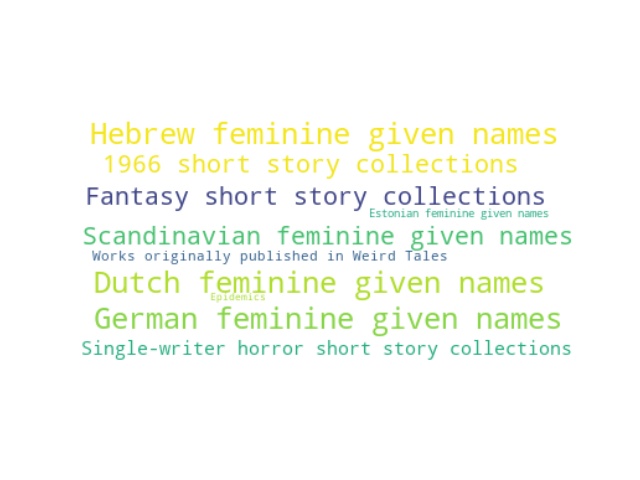 Hebrew feminine given names
1966 short story collections
Fantasy short story collections
Estonian feminine given names
Scandinavian feminine given names
Works originally published in Weird Tales
Dutch feminine given names
Epidemics
German feminine given names
Single-writer horror short story collections